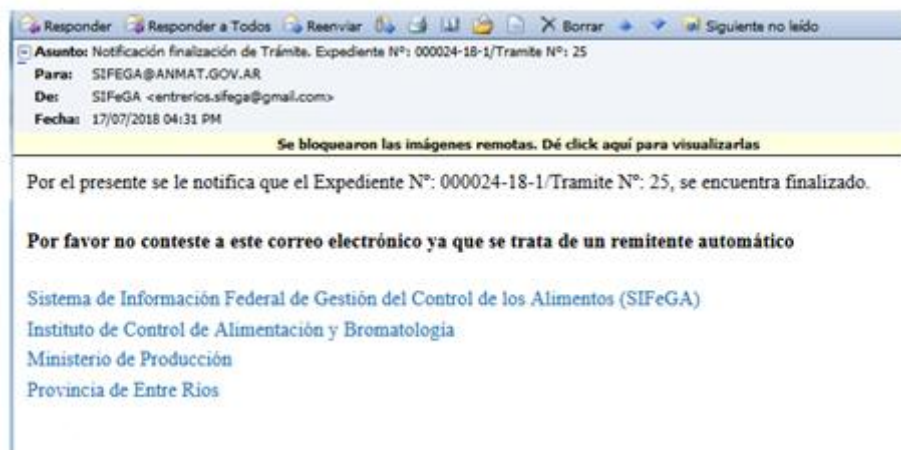 Responder Responder a Todos Reenviar Borrar Siguiente no leído
Asunto: Notificación finalización de Trámite. Expediente Nº: 000024-18-1/Tramite Nº: 25
Para: SIFEGA@ANMAT.GOV.AR
De: SIFeGA <entrerios.sifega@gmail.com>
Fecha: 17/07/2018 04:31 PM
Se bloquearon las imágenes remotas. Dé click aquí para visualizarlas
Por el presente se le notifica que el Expediente Nº: 000024-18-1/Tramite Nº: 25, se encuentra finalizado.
Por favor no conteste a este correo electrónico ya que se trata de un remitente automático
Sistema de Información Federal de Gestión del Control de los Alimentos (SIFeGA)
Instituto de Control de Alimentación y Bromatología
Ministerio de Producción
Provincia de Entre Ríos